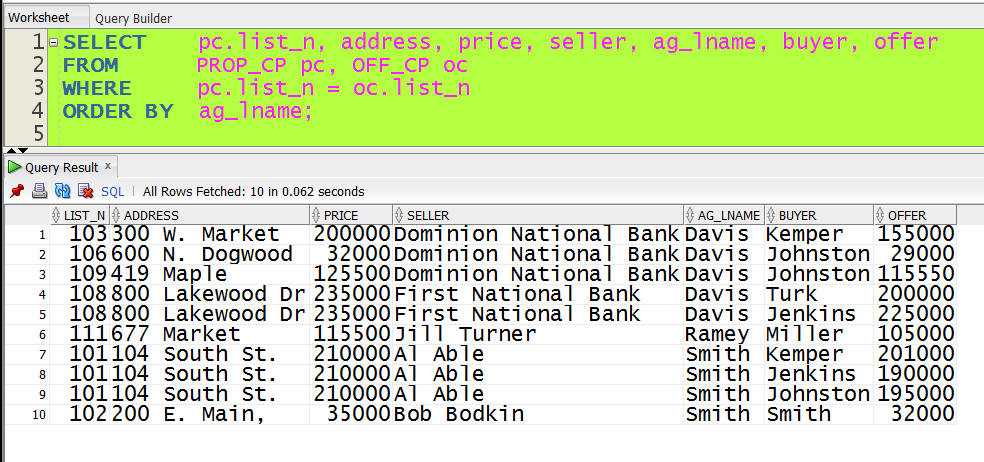 Worksheet Query Builder
1 SELECT pc.list_n, address, price, seller, ag_lname, buyer, offer
2 FROM PROP_CP pc, OFF_CP oc
3 WHERE pc.list_n = oc.list_n
4 ORDER BY ag_lname;
5
Query Result x
SQL | All Rows Fetched: 10 in 0.062 seconds
LIST_N ADDRESS PRICE SELLER AG_LNAME BUYER OFFER
1 103 300 W. Market 200000 Dominion National Bank Davis Kemper 155000
2 106 600 N. Dogwood 32000 Dominion National Bank Davis Johnston 29000
3 109 419 Maple 125500 Dominion National Bank Davis Johnston 115550
4 108 800 Lakewood Dr 235000 First National Bank Davis Turk 200000
5 108 800 Lakewood Dr 235000 First National Bank Davis Jenkins 225000
6 111 677 Market 115500 Jill Turner Ramey Miller 105000
7 101 104 South St. 210000 Al Able Smith Kemper 201000
8 101 104 South St. 210000 Al Able Smith Jenkins 190000
9 101 104 South St. 210000 Al Able Smith Johnston 195000
10 102 200 E. Main, 35000 Bob Bodkin Smith Smith 32000